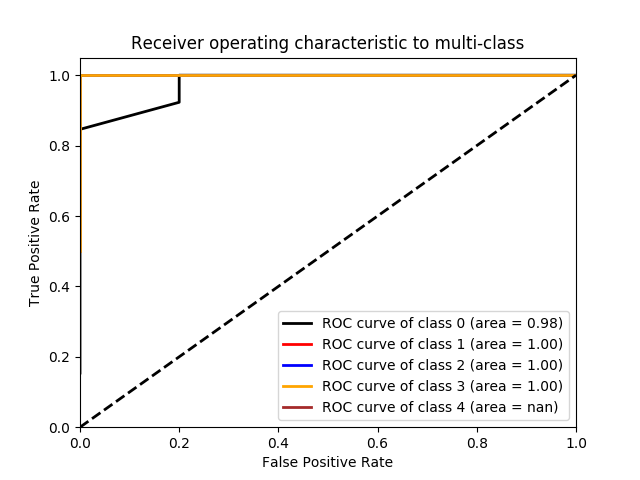 Receiver operating characteristic to multi-class
1.0
0.8
0.6
0.4
0.2
0.0
True Positive Rate
ROC curve of class 0 (area = 0.98)
ROC curve of class 1 (area = 1.00)
ROC curve of class 2 (area = 1.00)
ROC curve of class 3 (area = 1.00)
ROC curve of class 4 (area = nan)
0.0 0.2 0.4 0.6 0.8 1.0
False Positive Rate